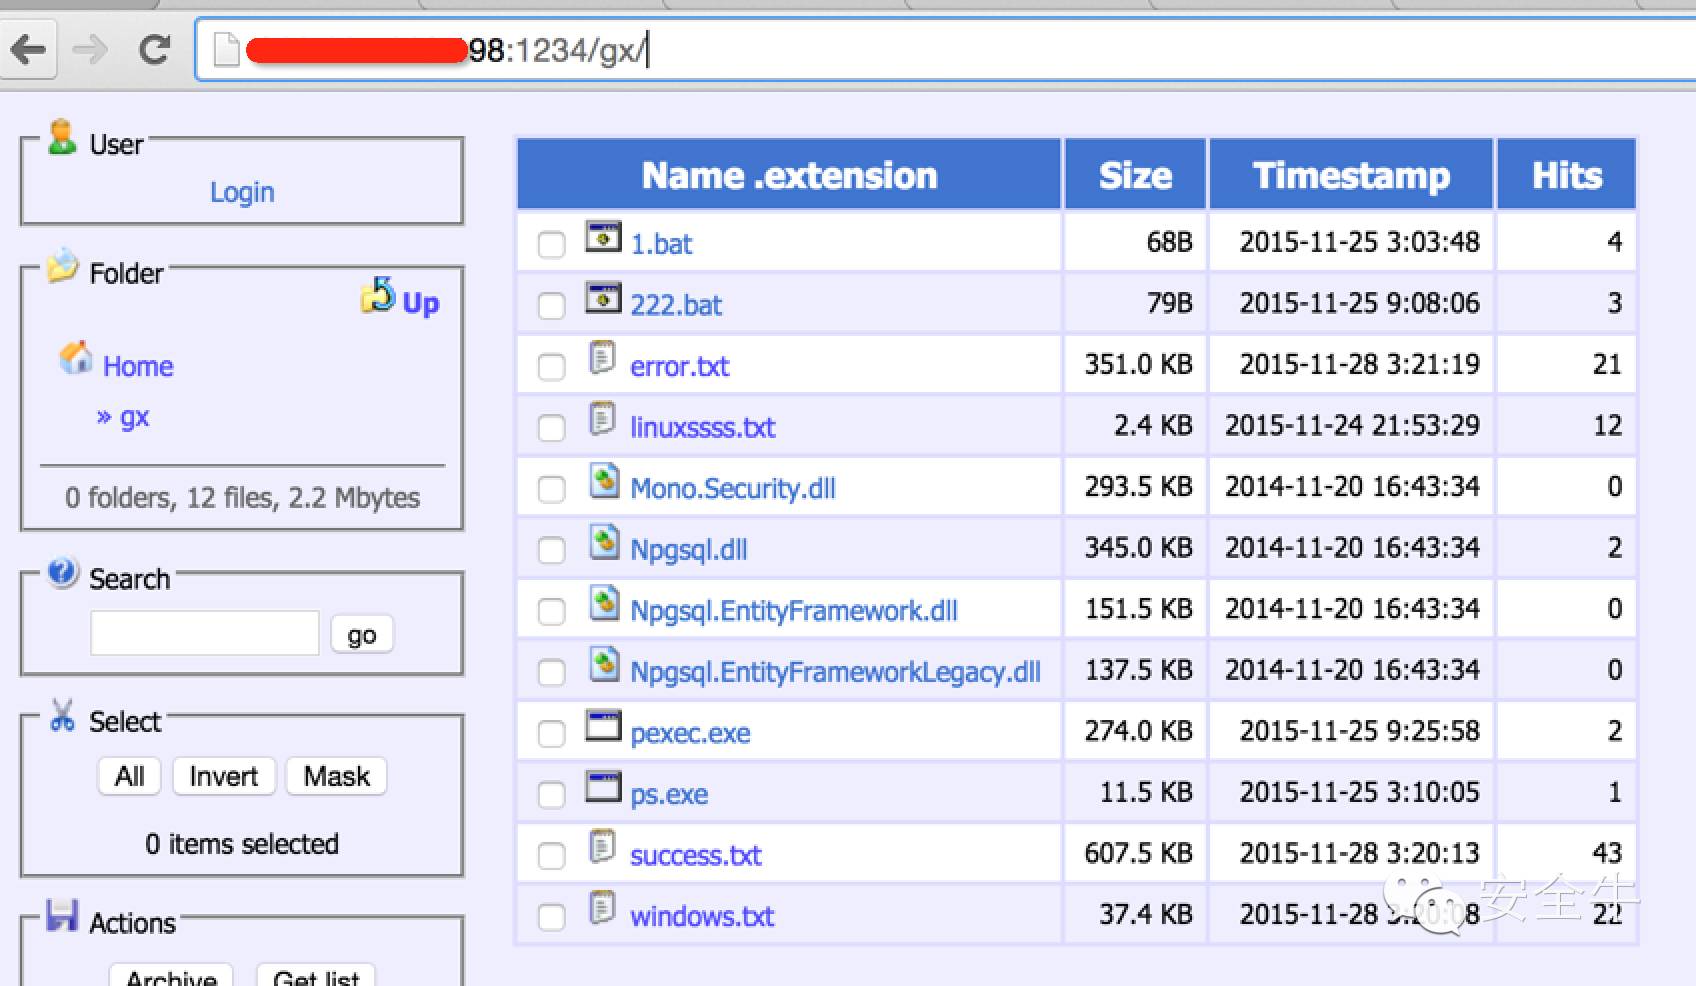 98:1234/gx/
User
Login
Folder
Up
Home
» gx
0 folders, 12 files, 2.2 Mbytes
Search
go
Select
All Invert Mask
0 items selected
Actions
Archive Get list
Name .extension Size Timestamp Hits
1.bat 68B 2015-11-25 3:03:48 4
222.bat 79B 2015-11-25 9:08:06 3
error.txt 351.0 KB 2015-11-28 3:21:19 21
linuxssss.txt 2.4 KB 2015-11-24 21:53:29 12
Mono.Security.dll 293.5 KB 2014-11-20 16:43:34 0
Npgsql.dll 345.0 KB 2014-11-20 16:43:34 2
Npgsql.EntityFramework.dll 151.5 KB 2014-11-20 16:43:34 0
Npgsql.EntityFrameworkLegacy.dll 137.5 KB 2014-11-20 16:43:34 0
pexec.exe 274.0 KB 2015-11-25 9:25:58 2
ps.exe 11.5 KB 2015-11-25 3:10:05 1
success.txt 607.5 KB 2015-11-28 3:20:13 43
windows.txt 37.4 KB 2015-11-28 3:20:08 22
安全牛